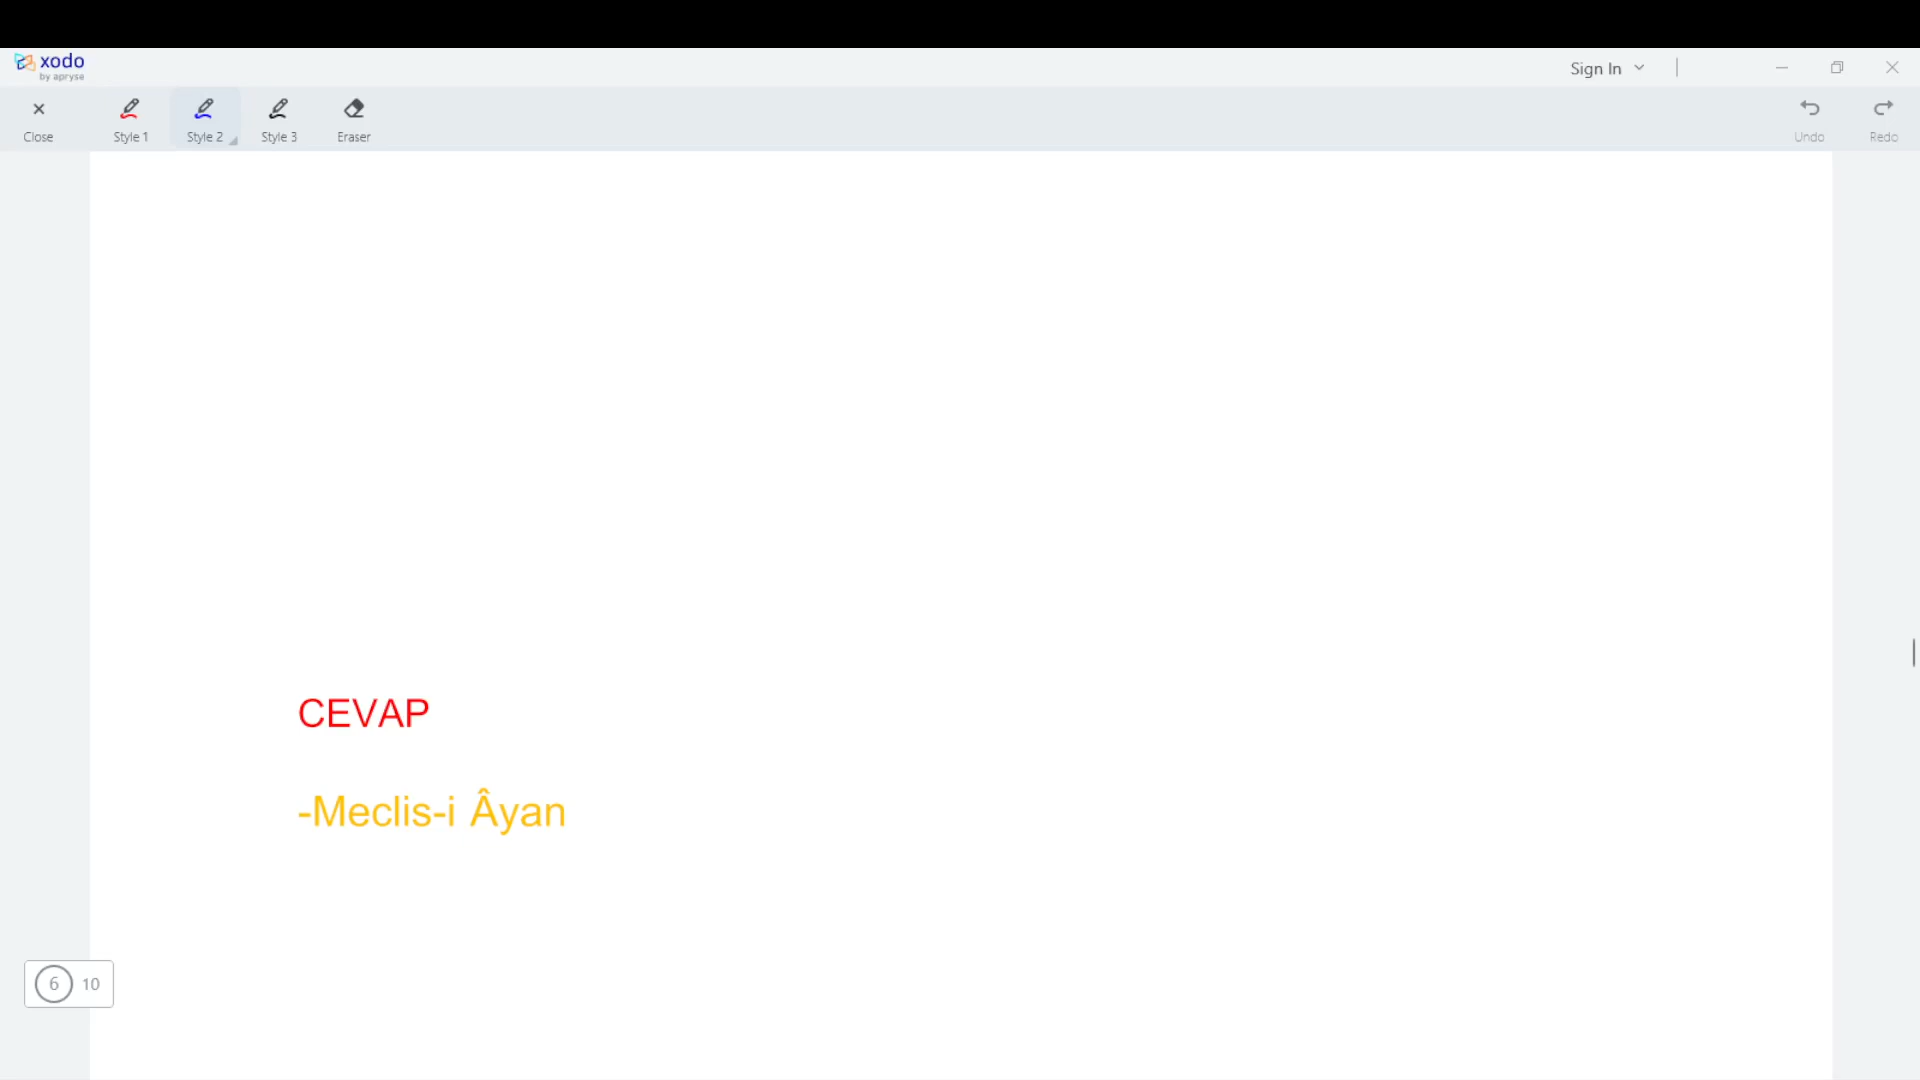 xodo
by apryse
Sign In
Close
Style 1
Style 2
Style 3
Eraser
Undo
Redo
CEVAP
-Meclis-i Âyan
6 10